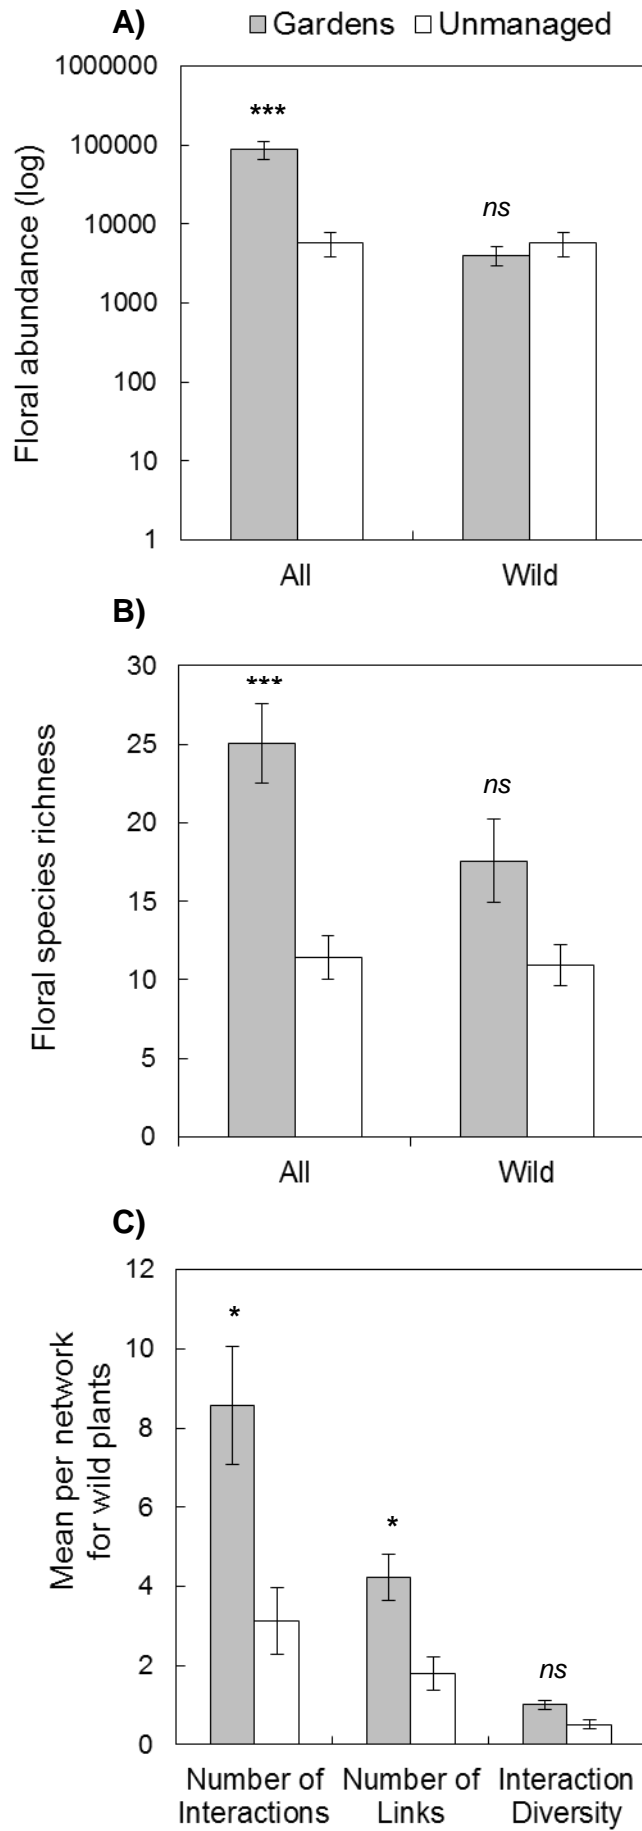 A)
Gardens Unmanaged
1000000
100000
10000
1000
100
10
1
Floral abundance (log)
***
ns
All Wild
B)
30
25
20
15
10
5
0
Floral species richness
***
ns
All Wild
C)
12
10
8
6
4
2
0
Mean per network
for wild plants
*
*
ns
Number of Number of Interaction
Interactions Links Diversity